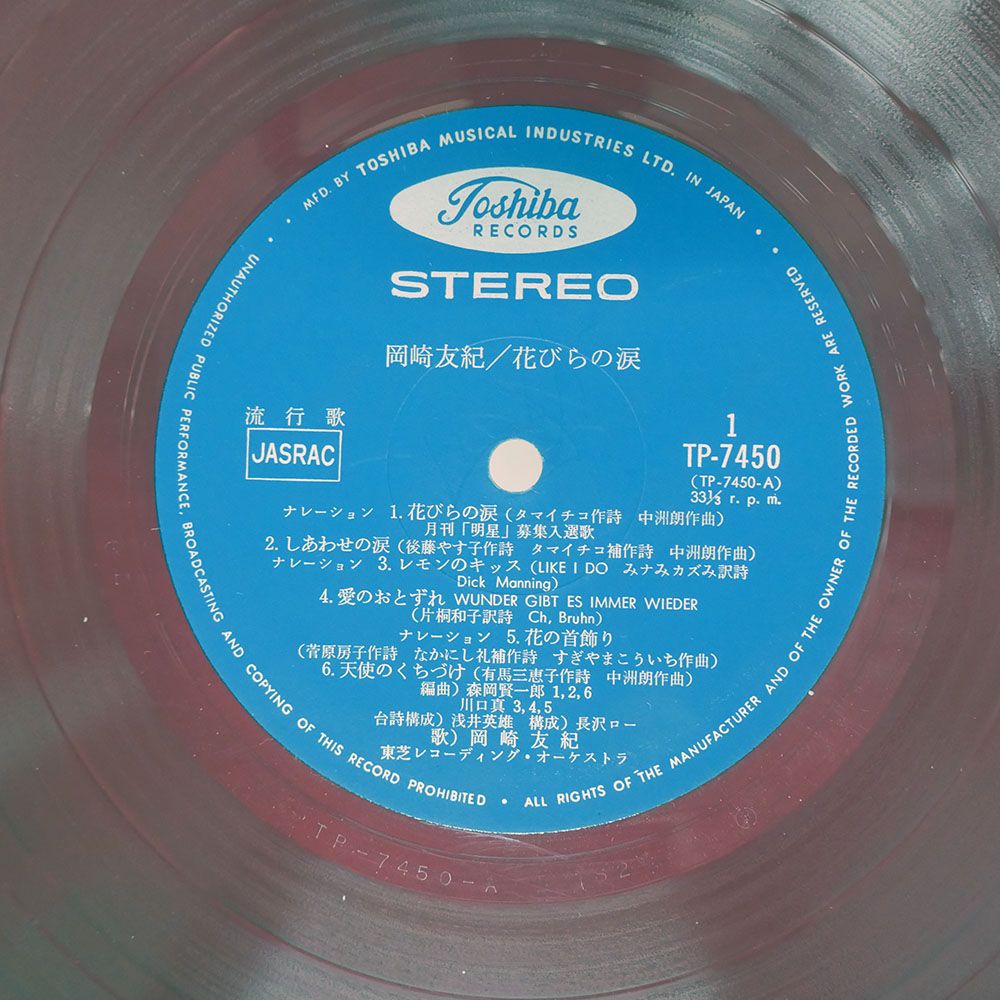 MFD. BY TOSHIBA MUSICAL INDUSTRIES LTD. IN JAPAN
Toshiba
RECORDS
STEREO
岡崎友紀／花びらの涙
流行歌
JASRAC
1
TP-7450
(TP-7450-A)
33⅓ r. p. m.
ナレーション 1. 花びらの涙 (タマイチコ作詩 中洲朗作曲)
月刊「明星」募集入選歌
2. しあわせの涙 (後藤やす子作詩 タマイチコ補作詩 中洲朗作曲)
ナレーション 3. レモンのキッス (LIKE I DO みナみカズみ訳詩
Dick Manning)
4. 愛のおとずれ WUNDER GIBT ES IMMER WIEDER
(片桐和子訳詩 Ch, Bruhn)
ナレーション 5. 花の首飾り
(菅原房子作詩 なかにし礼補作詩 すぎやまこういち作曲)
6. 天使のくちづけ (有馬三恵子作詩 中洲朗作曲)
編曲) 森岡賢一郎 1, 2, 6
川口真 3, 4, 5
台詩構成) 浅井英雄 構成) 長沢ロー
歌) 岡崎友紀
東芝レコーディング・オーケストラ
UNAUTHORIZED PUBLIC PERFORMANCE, BROADCASTING AND COPYING OF THIS RECORD PROHIBITED • ALL RIGHTS OF THE MANUFACTURER AND OF THE OWNER OF THE RECORDED WORK ARE RESERVED
TP-7450-A